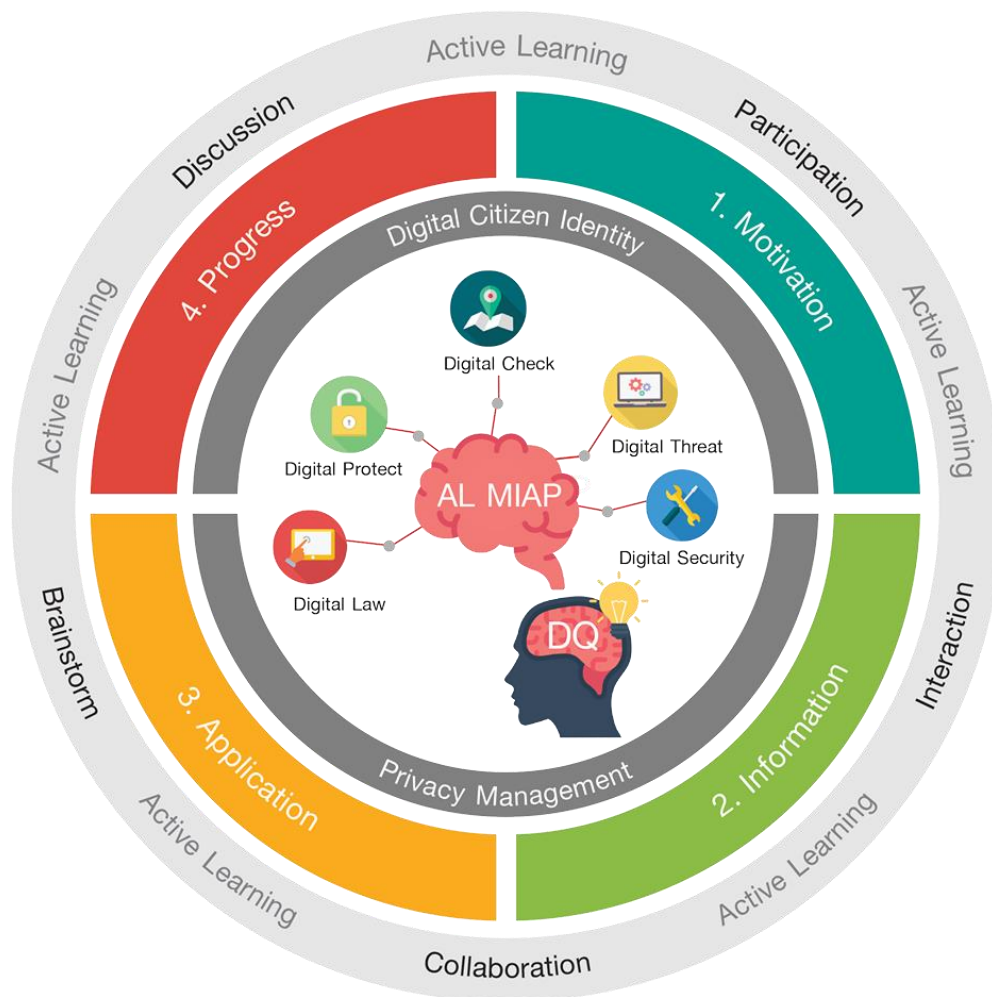 Active Learning
Participation
Active Learning
Interaction
Active Learning
Collaboration
Active Learning
Brainstorm
Active Learning
Discussion
1. Motivation
2. Information
3. Application
4. Progress
Digital Citizen Identity
Privacy Management
Digital Check
Digital Threat
Digital Protect
AL MIAP
Digital Security
Digital Law
DQ